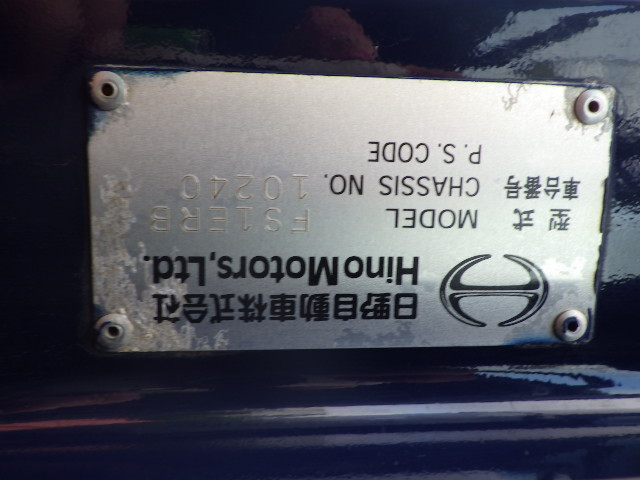 日野自動車株式会社
Hino Motors, Ltd.
型式 MODEL FS1ERB
車台番号 CHASSIS NO. 10240
P.S. CODE